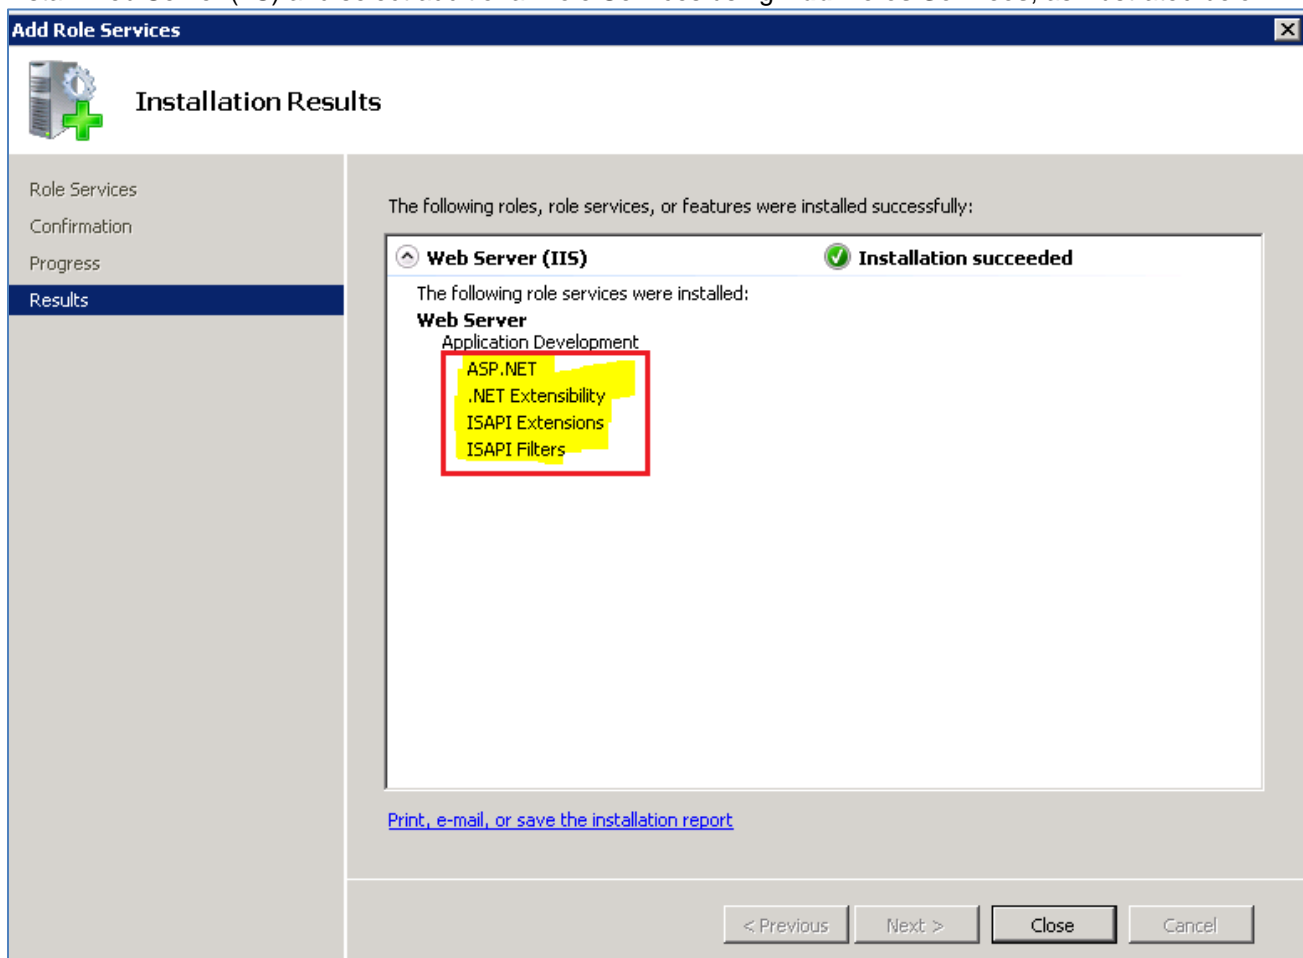 Add Role Services
Installation Results
Role Services
Confirmation
Progress
Results
The following roles, role services, or features were installed successfully:
Web Server (IIS)
Installation succeeded
The following role services were installed:
Web Server
Application Development
ASP.NET
.NET Extensibility
ISAPI Extensions
ISAPI Filters
Print, e-mail, or save the installation report
< Previous
Next >
Close
Cancel